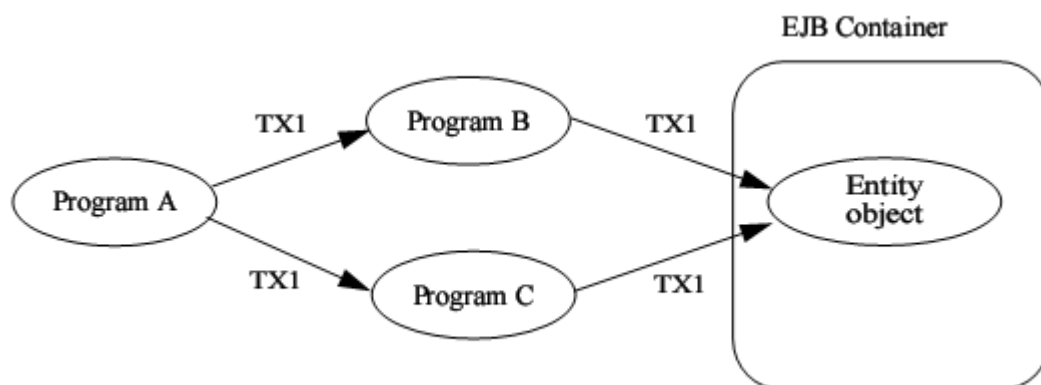 EJB Container
TX1
Program B
TX1
Program A
Entity
object
TX1
Program C
TX1